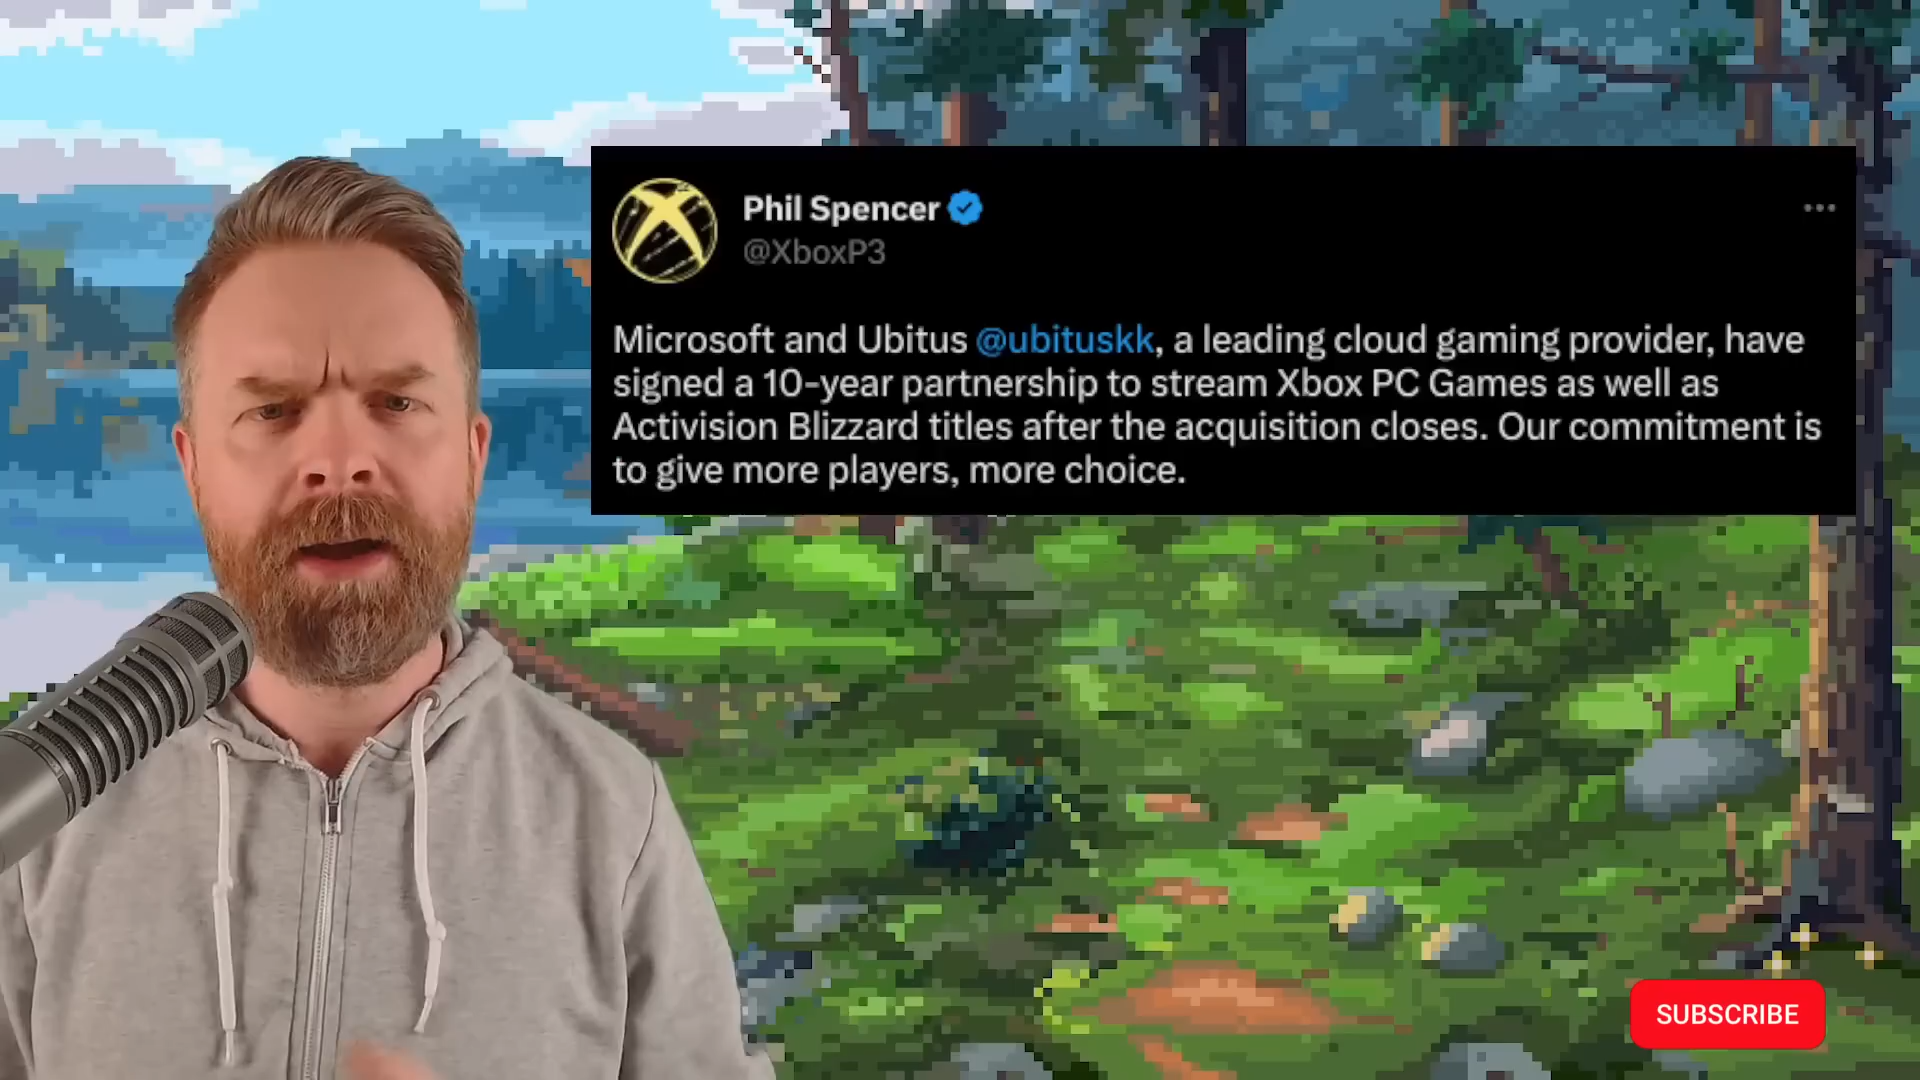 Phil Spencer
@XboxP3
Microsoft and Ubitus @ubituskk, a leading cloud gaming provider, have
signed a 10-year partnership to stream Xbox PC Games as well as
Activision Blizzard titles after the acquisition closes. Our commitment is
to give more players, more choice.
SUBSCRIBE